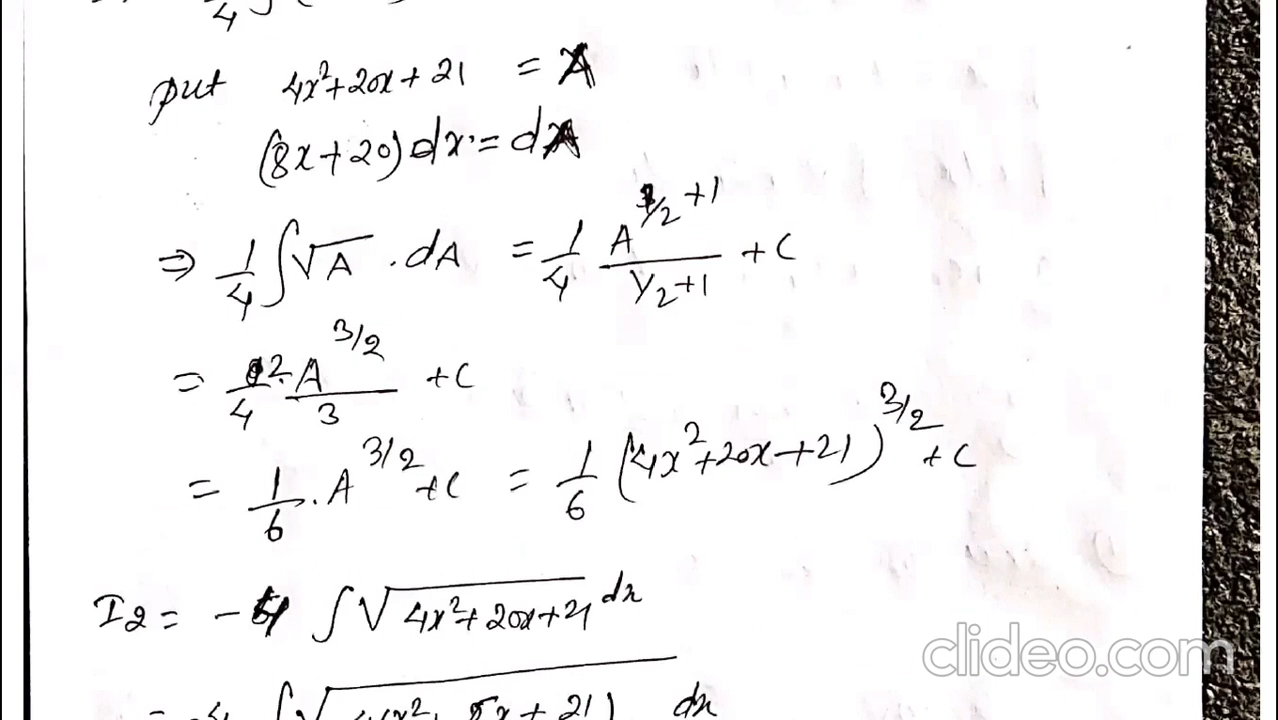 put 4x²+20x+21 = A
(8x+20)dx = dA
⇒ 1/4 ∫√A . dA = 1/4 A^(1/2+1)/(1/2+1) + C
= 2/4 · A^(3/2)/3 + C
= 1/6 . A^(3/2) + C = 1/6 (4x²+20x+21)^(3/2) + C
I2 = - ∫√(4x²+20x+21) dx
clideo.com
dx